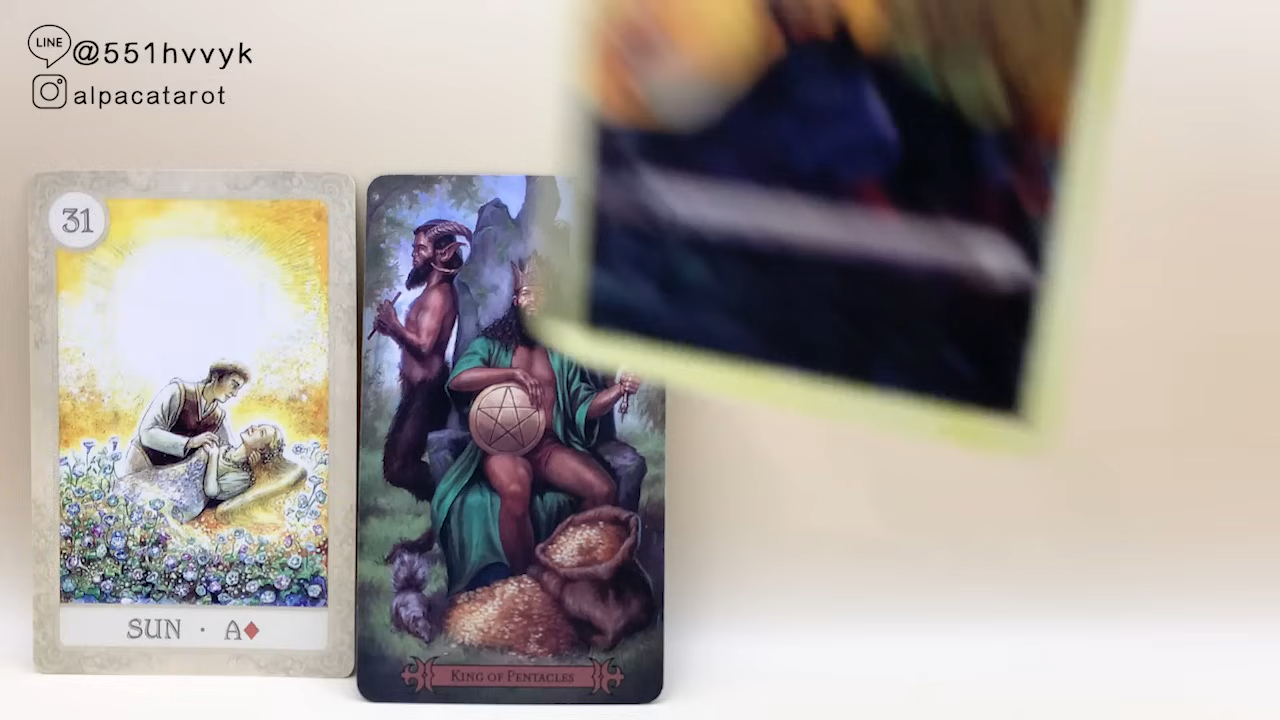 LINE @551hvvyk
alpacatarot
31
SUN · A♦
KING OF PENTACLES